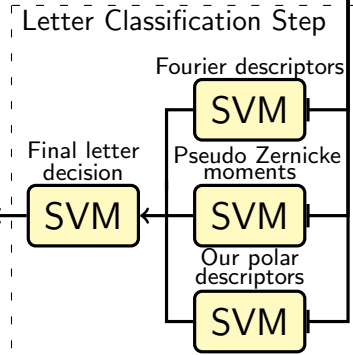 Letter Classification Step
Fourier descriptors
SVM
Final letter
decision
SVM
Pseudo Zernicke
moments
SVM
Our polar
descriptors
SVM